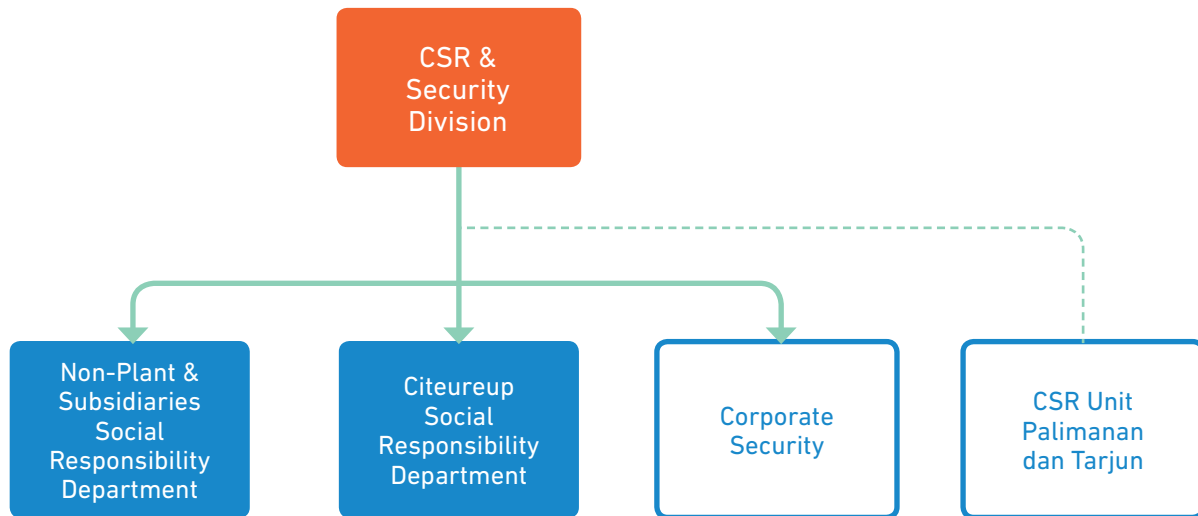 CSR &
Security
Division
Non-Plant &
Subsidiaries
Social
Responsibility
Department
Citeureup
Social
Responsibility
Department
Corporate
Security
CSR Unit
Palimanan
dan Tarjun